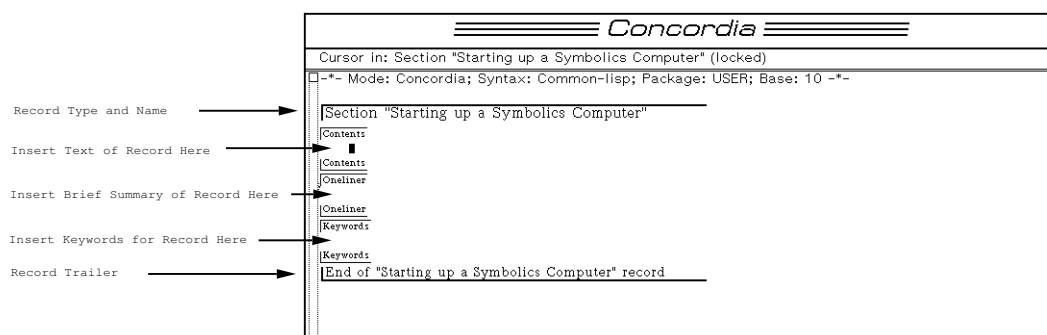 Concordia
Cursor in: Section "Starting up a Symbolics Computer" (locked)
-*- Mode: Concordia; Syntax: Common-lisp; Package: USER; Base: 10 -*-
Record Type and Name
Section "Starting up a Symbolics Computer"
Contents
Insert Text of Record Here
Contents
Oneliner
Insert Brief Summary of Record Here
Oneliner
Keywords
Insert Keywords for Record Here
Keywords
Record Trailer
End of "Starting up a Symbolics Computer" record